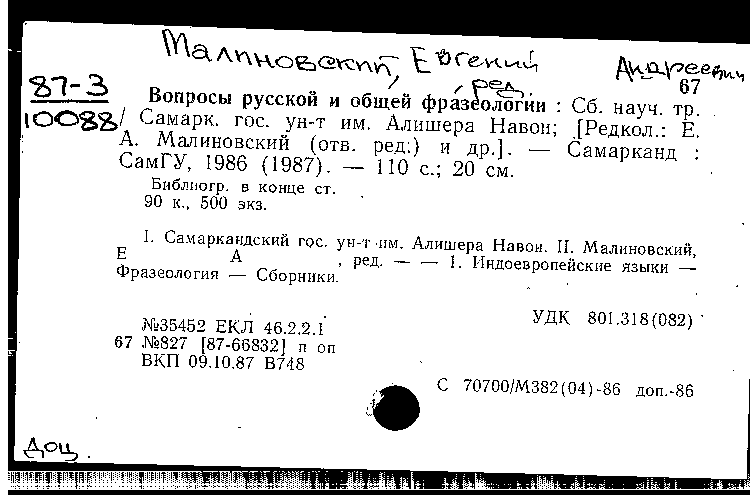 Малиновский, Евгений Андреевич
, ред.
87-3
10088
67
Вопросы русской и общей фразеологии : Сб. науч. тр.
/ Самарк. гос. ун-т им. Алишера Навои; [Редкол.: Е.
А. Малиновский (отв. ред.) и др.]. — Самарканд :
СамГУ, 1986 (1987). — 110 с.; 20 см.
Библиогр. в конце ст.
90 к., 500 экз.
I. Самаркандский гос. ун-т им. Алишера Навои. II. Малиновский,
Е А , ред. — — 1. Индоевропейские языки —
Фразеология — Сборники.
УДК 801.318(082)
№35452 ЕКЛ 46.2.2.1
67 №827 [87-66832] п оп
ВКП 09.10.87 В748
С 70700/М382(04)-86 доп.-86
Доц.